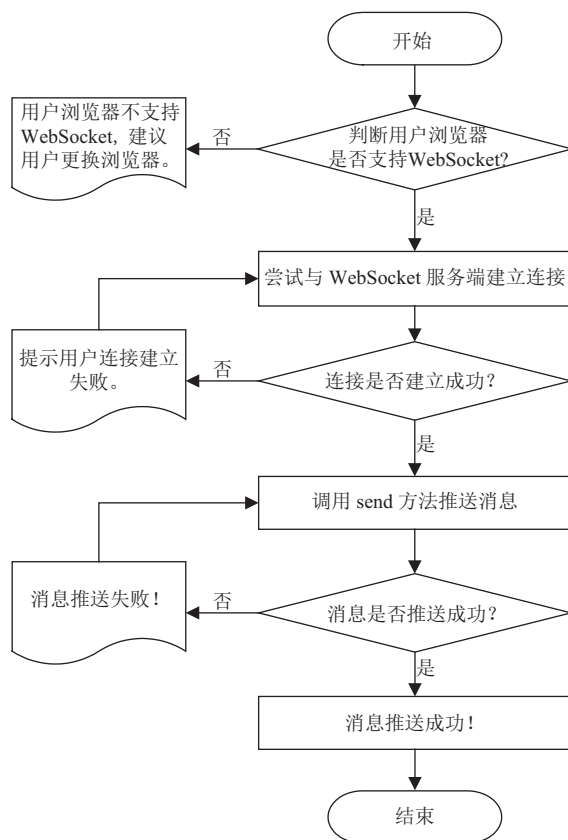 开始
用户浏览器不支持
WebSocket, 建议
用户更换浏览器。
否
判断用户浏览器
是否支持WebSocket?
是
尝试与 WebSocket 服务端建立连接
提示用户连接建立
失败。
否
连接是否建立成功?
是
调用 send 方法推送消息
消息推送失败!
否
消息是否推送成功?
是
消息推送成功!
结束